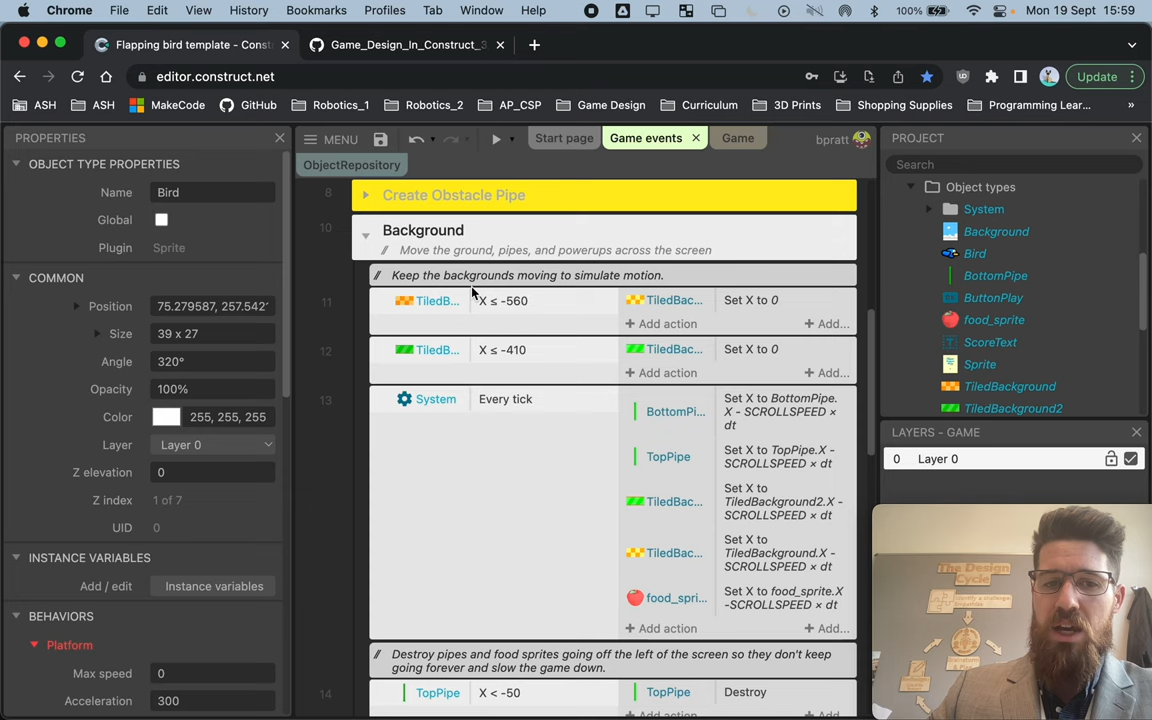 Chrome File Edit View History Bookmarks Profiles Tab Window Help 100% Mon 19 Sept 15:59
Flapping bird template - Cons Game_Design_In_Construct_3
editor.construct.net Update
ASH ASH MakeCode GitHub Robotics_1 Robotics_2 AP_CSP Game Design Curriculum 3D Prints Shopping Supplies Programming Lear... »
PROPERTIES
MENU Start page Game events Game bpratt
PROJECT
ObjectRepository
Search
OBJECT TYPE PROPERTIES
Name Bird
Global
Plugin Sprite
COMMON
Position 75.279587, 257.542
Size 39 x 27
Angle 320°
Opacity 100%
Color 255, 255, 255
Layer Layer 0
Z elevation 0
Z index 1 of 7
UID 0
INSTANCE VARIABLES
Add / edit Instance variables
BEHAVIORS
Platform
Max speed 0
Acceleration 300
8 Create Obstacle Pipe
10 Background
// Move the ground, pipes, and powerups across the screen
// Keep the backgrounds moving to simulate motion.
11 TiledB... X ≤ -560 TiledBac... Set X to 0
+ Add action + Add...
12 TiledB... X ≤ -410 TiledBac... Set X to 0
+ Add action + Add...
13 System Every tick
BottomPi... Set X to BottomPipe.
X - SCROLLSPEED ×
dt
TopPipe Set X to TopPipe.X -
SCROLLSPEED × dt
TiledBac... Set X to
TiledBackground2.X -
SCROLLSPEED × dt
TiledBac... Set X to
TiledBackground.X -
SCROLLSPEED × dt
food_spri... Set X to food_sprite.X
-SCROLLSPEED × dt
+ Add action + Add...
// Destroy pipes and food sprites going off the left of the screen so they don't keep
going forever and slow the game down.
14 TopPipe X < -50 TopPipe Destroy
+ Add action + Add...
Object types
System
Background
Bird
BottomPipe
ButtonPlay
food_sprite
ScoreText
Sprite
TiledBackground
TiledBackground2
LAYERS - GAME
0 Layer 0
The Design
Cycle